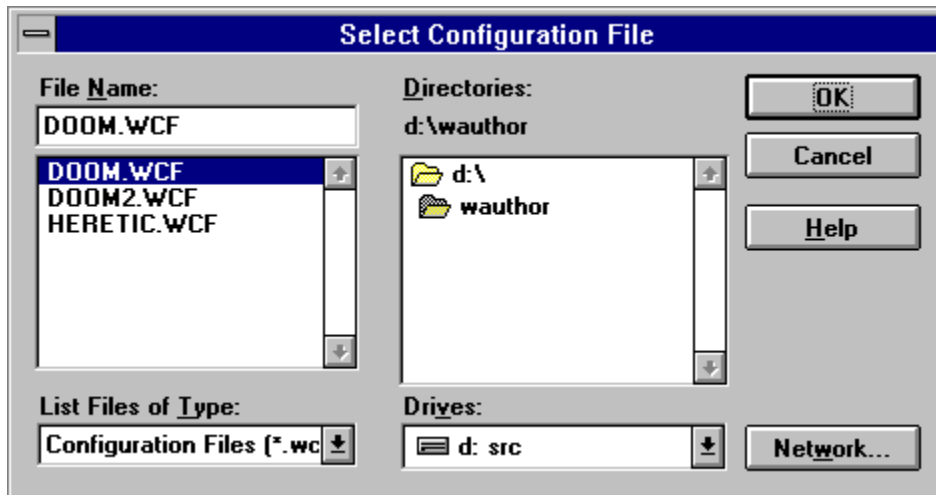 Select Configuration File
File Name:
DOOM.WCF
DOOM.WCF
DOOM2.WCF
HERETIC.WCF
List Files of Type:
Configuration Files (*.wc
Directories:
d:\wauthor
d:\
wauthor
Drives:
d: src
OK
Cancel
Help
Network...